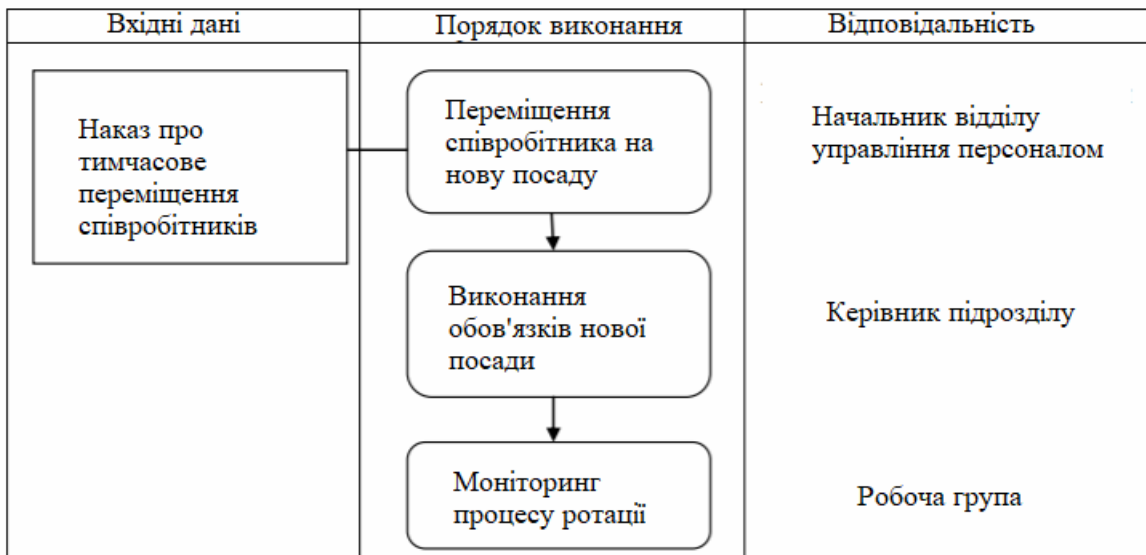 Вхідні дані
Порядок виконання
Відповідальність
Наказ про
тимчасове
переміщення
співробітників
Переміщення
співробітника на
нову посаду
Начальник відділу
управління персоналом
Виконання
обов'язків нової
посади
Керівник підрозділу
Моніторинг
процесу ротації
Робоча група